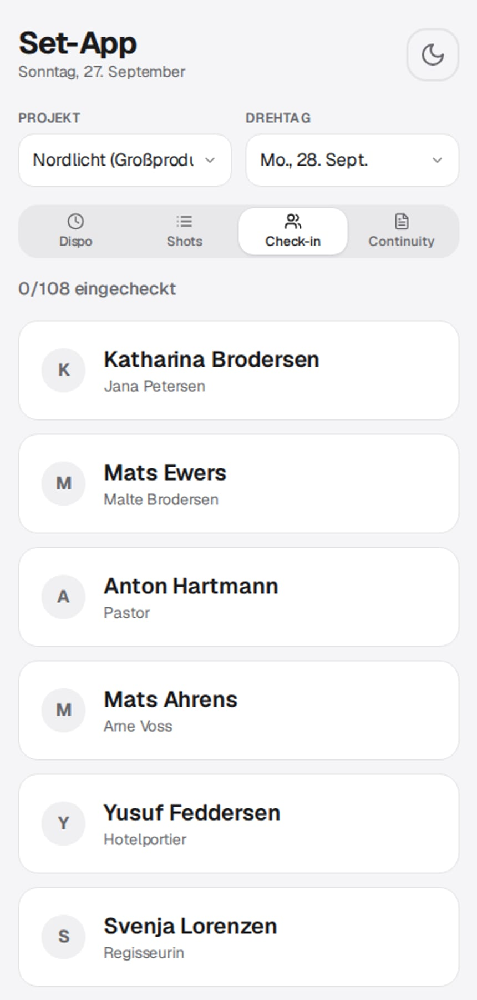 Set-App
Sonntag, 27. September
PROJEKT
DREHTAG
Nordlicht (Großprodu
Mo., 28. Sept.
Dispo
Shots
Check-in
Continuity
0/108 eingecheckt
K
Katharina Brodersen
Jana Petersen
M
Mats Ewers
Malte Brodersen
A
Anton Hartmann
Pastor
M
Mats Ahrens
Arne Voss
Y
Yusuf Feddersen
Hotelportier
S
Svenja Lorenzen
Regisseurin